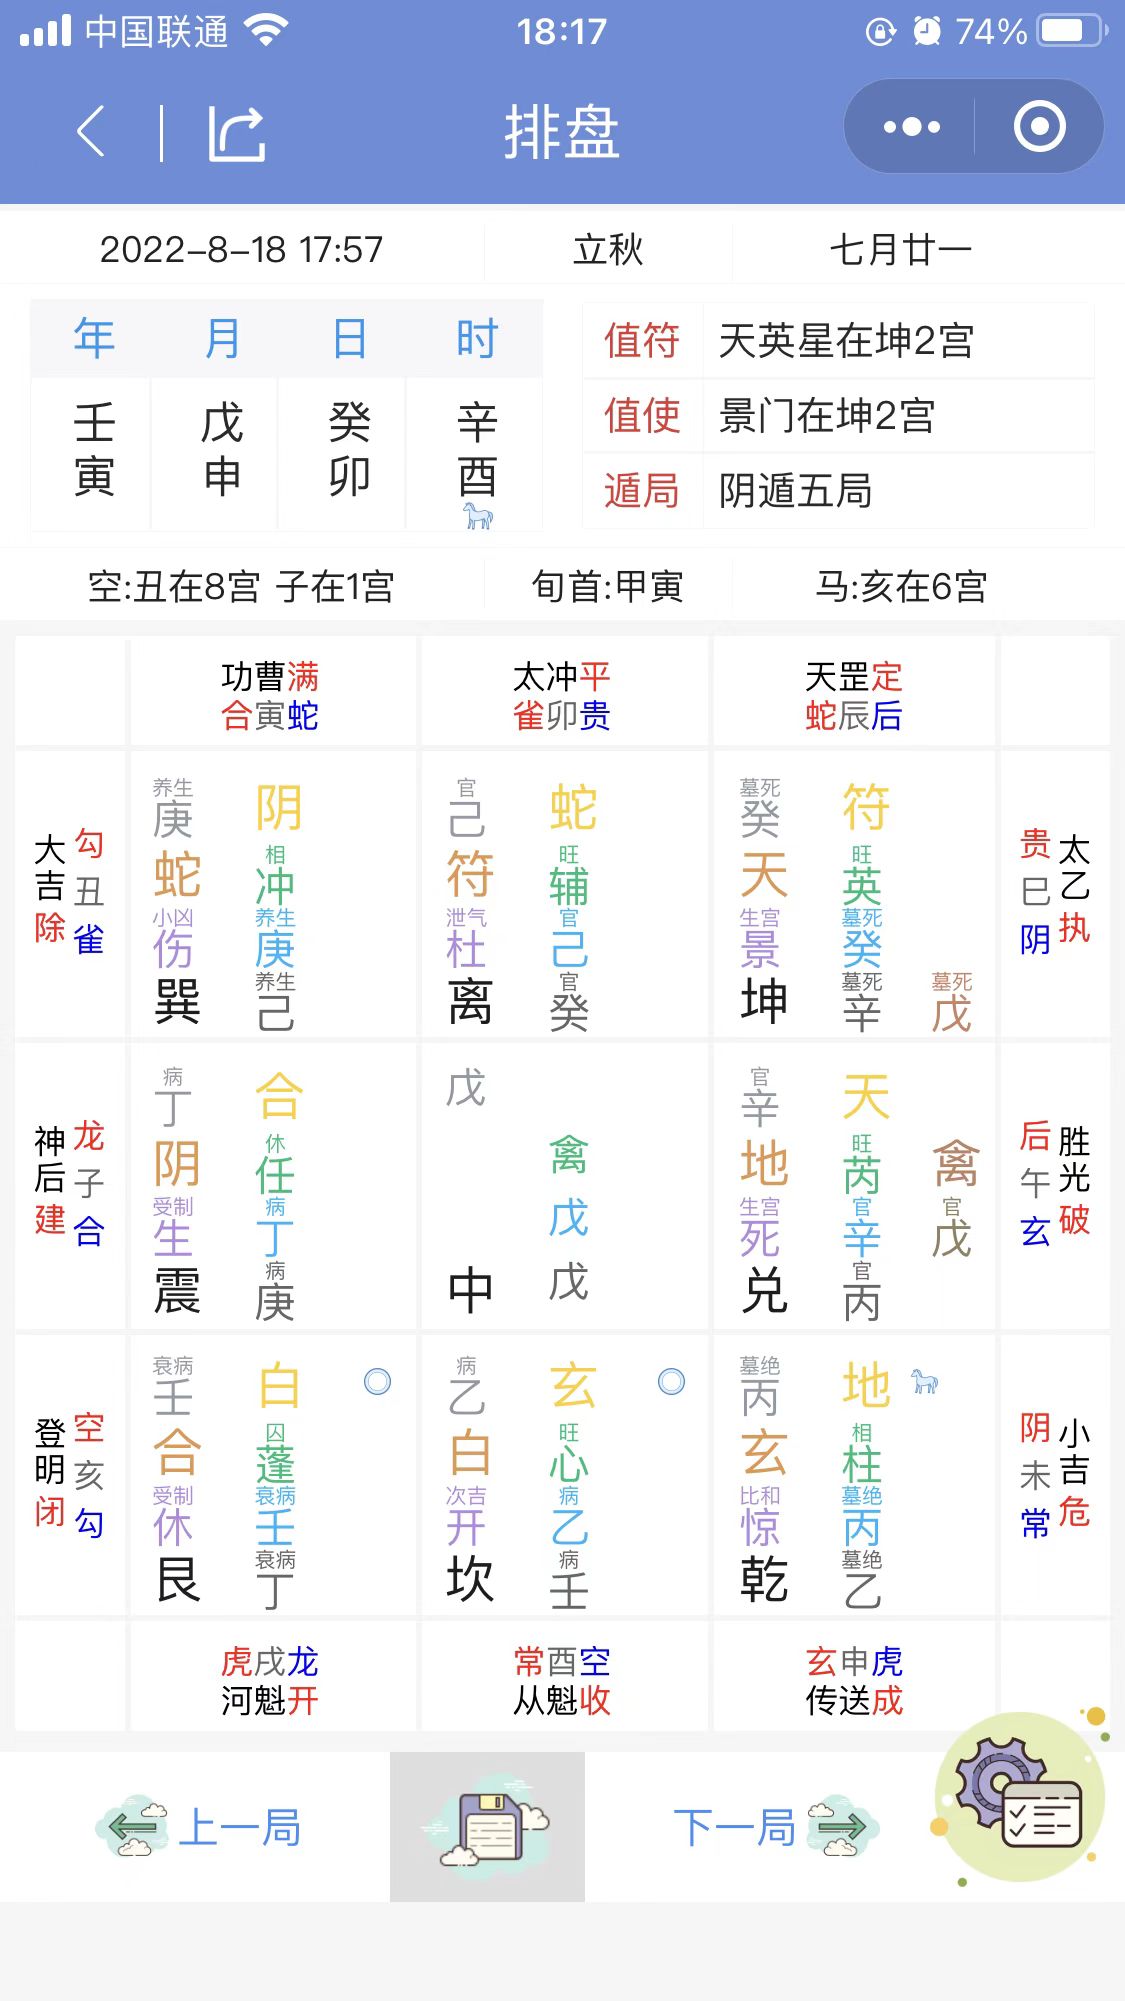 中国联通 18:17 74%
排盘
2022-8-18 17:57 立秋 七月廿一
年 月 日 时
壬 戊 癸 辛
寅 申 卯 酉
值符 天英星在坤2宫
值使 景门在坤2宫
遁局 阴遁五局
空:丑在8宫 子在1宫 旬首:甲寅 马:亥在6宫
功曹满 太冲平 天罡定
合寅蛇 雀卯贵 蛇辰后
大吉除 勾丑雀
养生 官 墓死
庚 阴 己 蛇 癸 符
相 旺 旺
蛇 冲 符 辅 天 英
小凶 养生 泄气 官 生宫 墓死
伤 庚 杜 己 景 癸
养生 官 墓死 墓死
巽 己 离 癸 坤 辛 戊
贵巳阴 太乙执
神后建 龙子合
病 官
丁 合 戊 辛 天
休 旺
阴 任 禽 地 芮 禽
受制 病 生宫 官 官
生 丁 戊 死 辛 戊
病 官
震 庚 中 戊 兑 丙
后午玄 胜光破
登明闭 空亥勾
衰病 病 墓绝
壬 白 乙 玄 丙 地
囚 旺 相
合 蓬 白 心 玄 柱
受制 衰病 次吉 病 比和 墓绝
休 壬 开 乙 惊 丙
衰病 病 墓绝
艮 丁 坎 壬 乾 乙
阴未常 小吉危
虎戌龙 常酉空 玄申虎
河魁开 从魁收 传送成
上一局 下一局